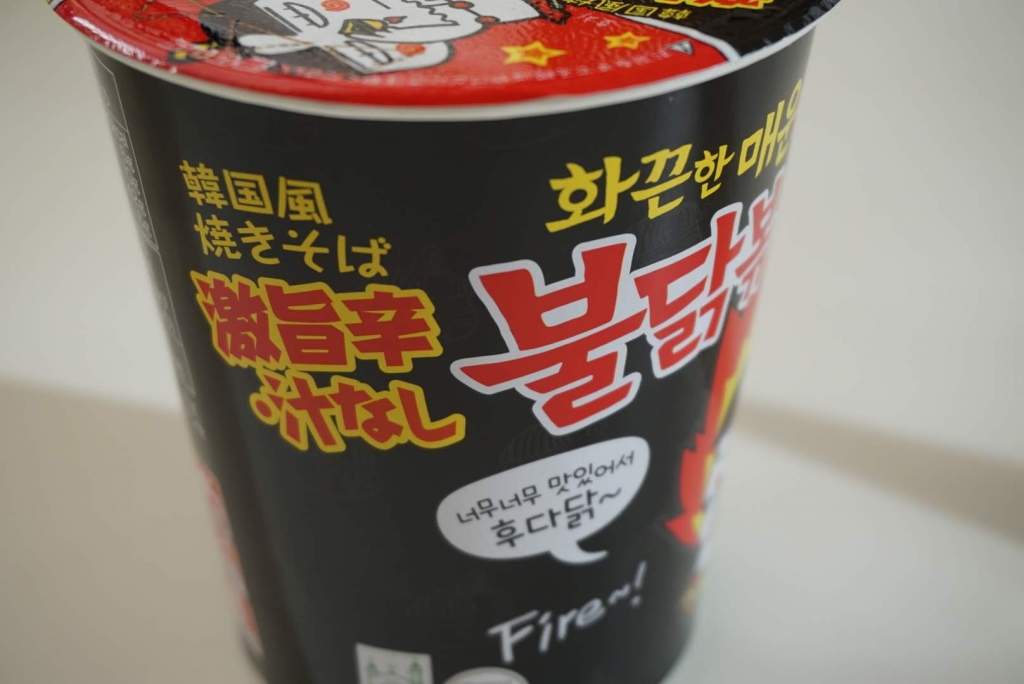 韓国風
焼きそば
激旨辛
汁なし
화끈한 매운
불닭볶
너무너무 맛있어서
후다닭~
Fire~!